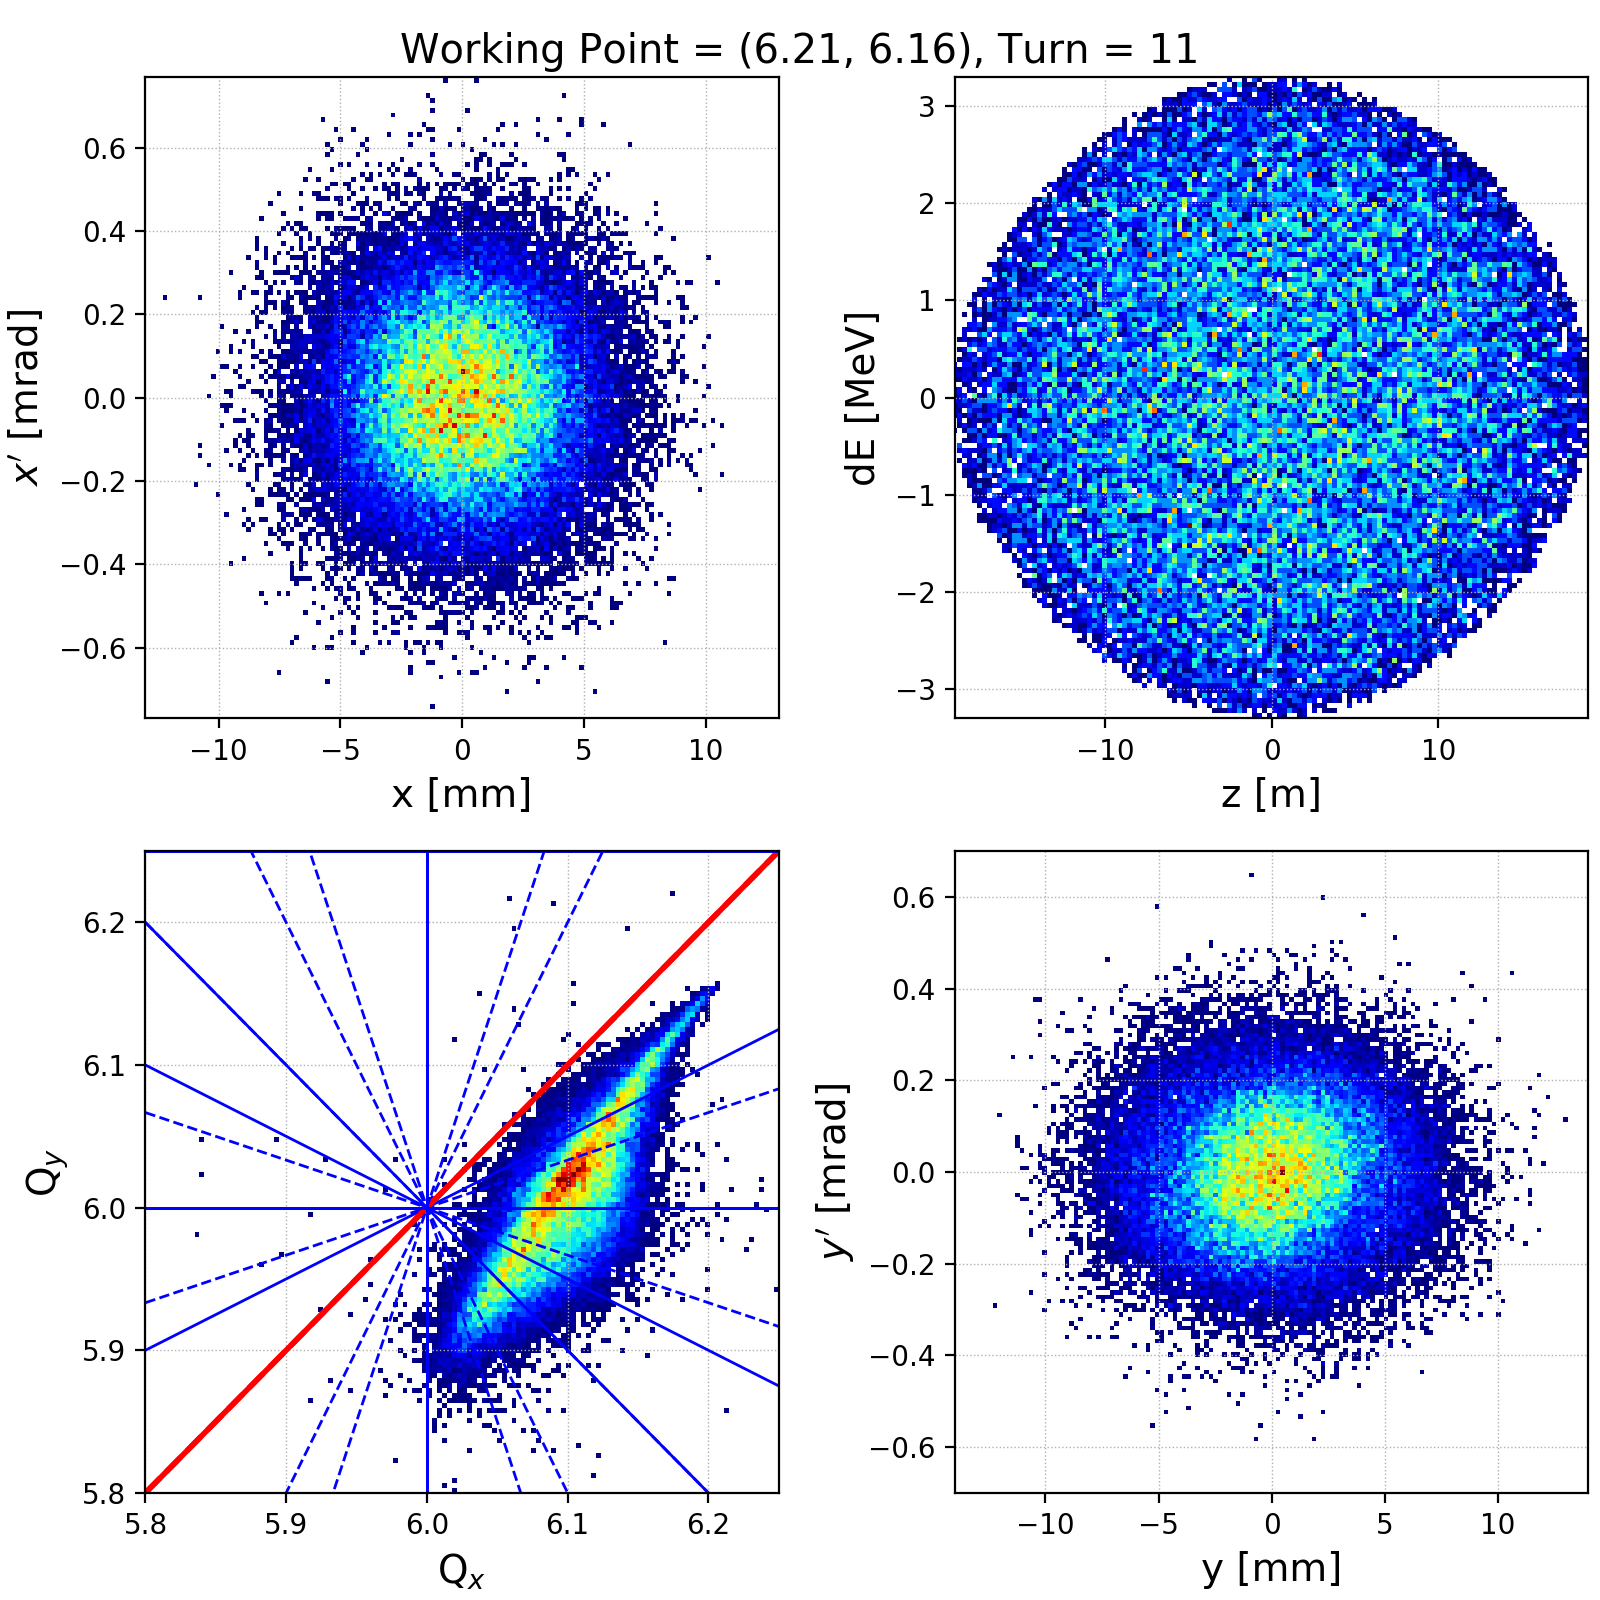 Working Point = (6.21, 6.16), Turn = 11
0.6
0.4
0.2
0.0
−0.2
−0.4
−0.6
x′ [mrad]
−10 −5 0 5 10
x [mm]
3
2
1
0
−1
−2
−3
dE [MeV]
−10 0 10
z [m]
6.2
6.1
6.0
5.9
5.8
Qy
5.8 5.9 6.0 6.1 6.2
Qx
0.6
0.4
0.2
0.0
−0.2
−0.4
−0.6
y′ [mrad]
−10 −5 0 5 10
y [mm]